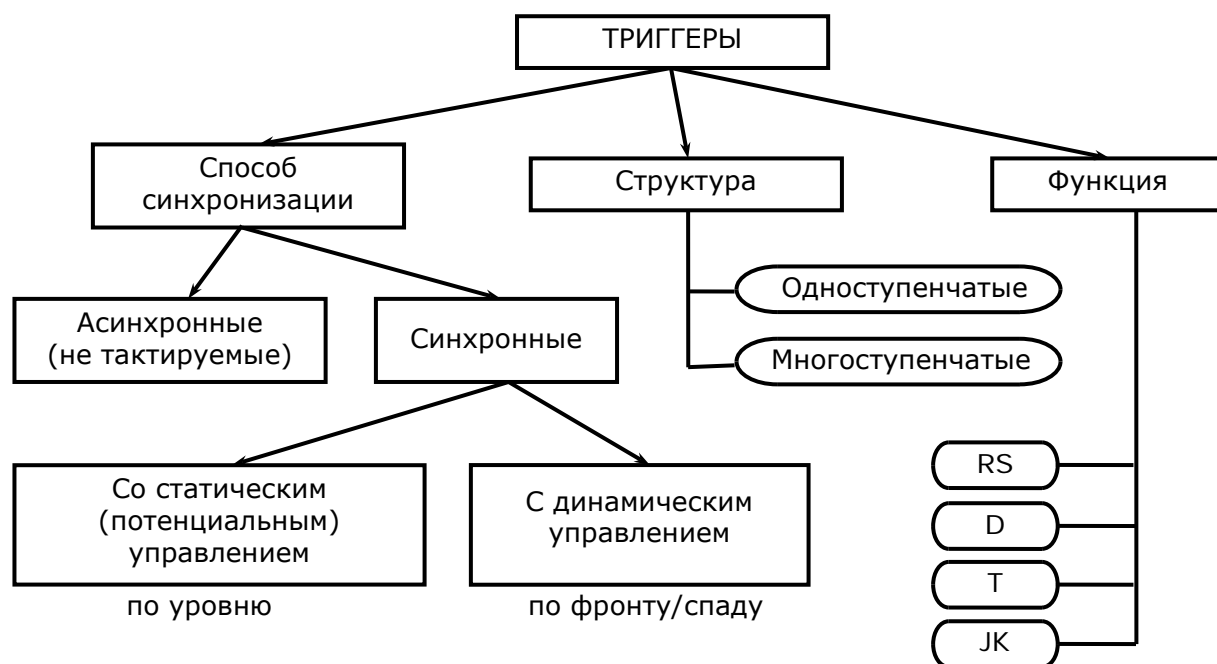 ТРИГГЕРЫ
Способ
синхронизации
Структура
Функция
Асинхронные
(не тактируемые)
Синхронные
Одноступенчатые
Многоступенчатые
Со статическим
(потенциальным)
управлением
С динамическим
управлением
по уровню
по фронту/спаду
RS
D
T
JK